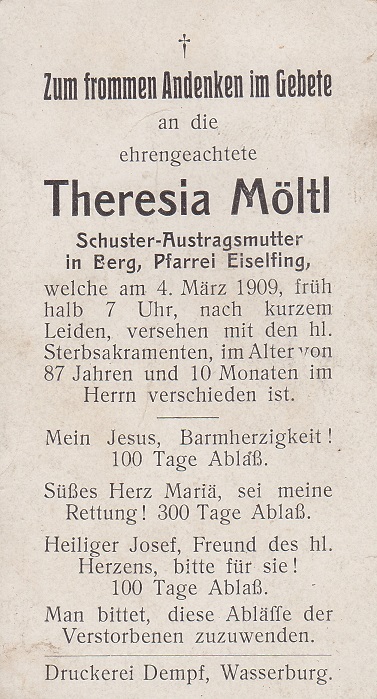 †
Zum frommen Andenken im Gebete
an die
ehrengeachtete
Theresia Möltl
Schuster-Austragsmutter
in Berg, Pfarrei Eiselfing,
welche am 4. März 1909, früh
halb 7 Uhr, nach kurzem
Leiden, versehen mit den hl.
Sterbsakramenten, im Alter von
87 Jahren und 10 Monaten im
Herrn verschieden ist.
Mein Jesus, Barmherzigkeit!
100 Tage Ablaß.
Süßes Herz Mariä, sei meine
Rettung! 300 Tage Ablaß.
Heiliger Josef, Freund des hl.
Herzens, bitte für sie!
100 Tage Ablaß.
Man bittet, diese Abläſſe der
Verstorbenen zuzuwenden.
Druckerei Dempf, Wasserburg.